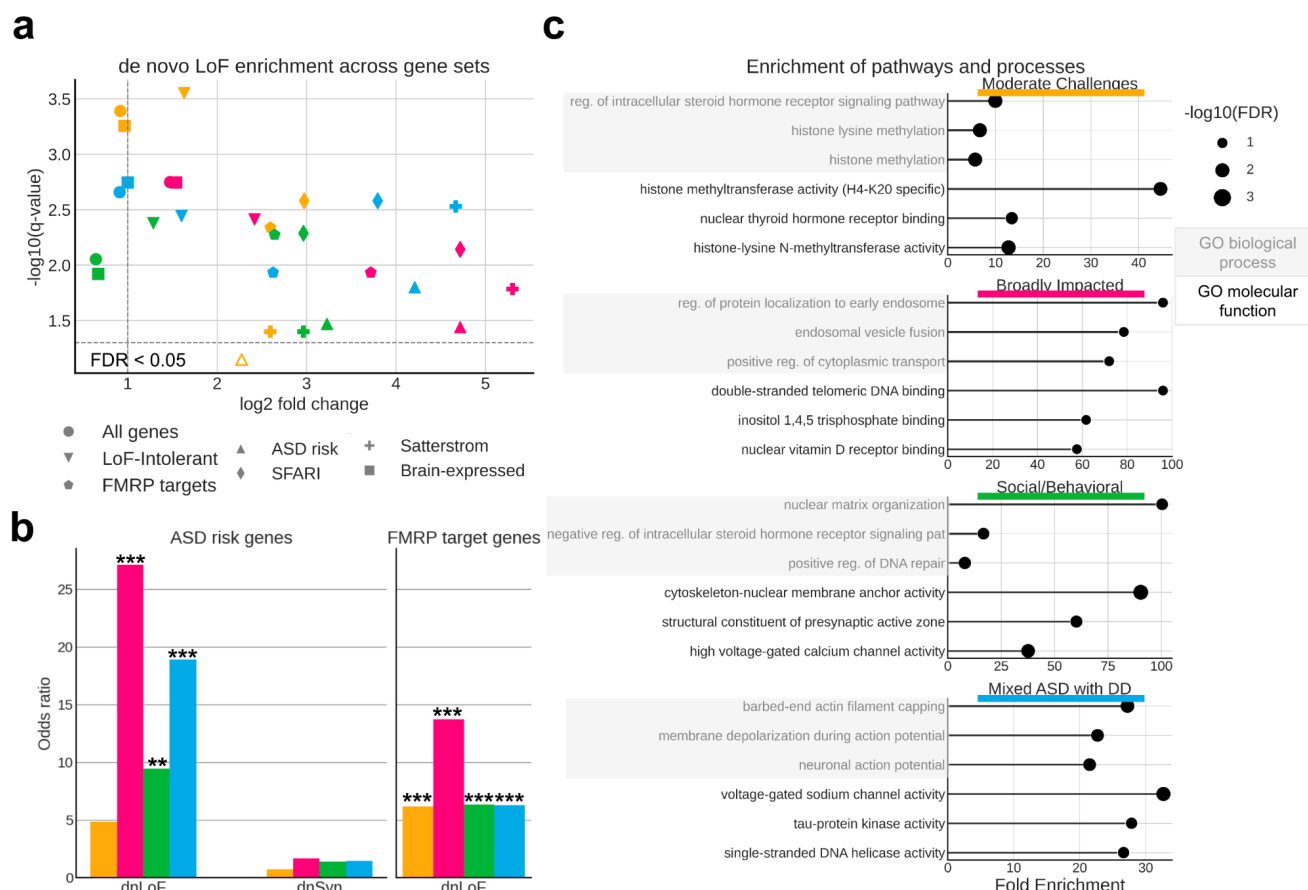 a
de novo LoF enrichment across gene sets
3.5
3.0
2.5
2.0
1.5
-log10(q-value)
FDR < 0.05
1
2
3
4
5
log2 fold change
All genes
LoF-Intolerant
FMRP targets
ASD risk
SFARI
Satterstrom
Brain-expressed
b
ASD risk genes
FMRP target genes
25
20
15
10
5
0
Odds ratio
***
**
***
***
***
***
***
dnLoF
dnSyn
dnLoF
c
Enrichment of pathways and processes
Moderate Challenges
reg. of intracellular steroid hormone receptor signaling pathway
histone lysine methylation
histone methylation
histone methyltransferase activity (H4-K20 specific)
nuclear thyroid hormone receptor binding
histone-lysine N-methyltransferase activity
0
10
20
30
40
Broadly Impacted
reg. of protein localization to early endosome
endosomal vesicle fusion
positive reg. of cytoplasmic transport
double-stranded telomeric DNA binding
inositol 1,4,5 trisphosphate binding
nuclear vitamin D receptor binding
0
20
40
60
80
100
Social/Behavioral
nuclear matrix organization
negative reg. of intracellular steroid hormone receptor signaling pat
positive reg. of DNA repair
cytoskeleton-nuclear membrane anchor activity
structural constituent of presynaptic active zone
high voltage-gated calcium channel activity
0
25
50
75
100
Mixed ASD with DD
barbed-end actin filament capping
membrane depolarization during action potential
neuronal action potential
voltage-gated sodium channel activity
tau-protein kinase activity
single-stranded DNA helicase activity
0
10
20
30
Fold Enrichment
-log10(FDR)
1
2
3
GO biological
process
GO molecular
function